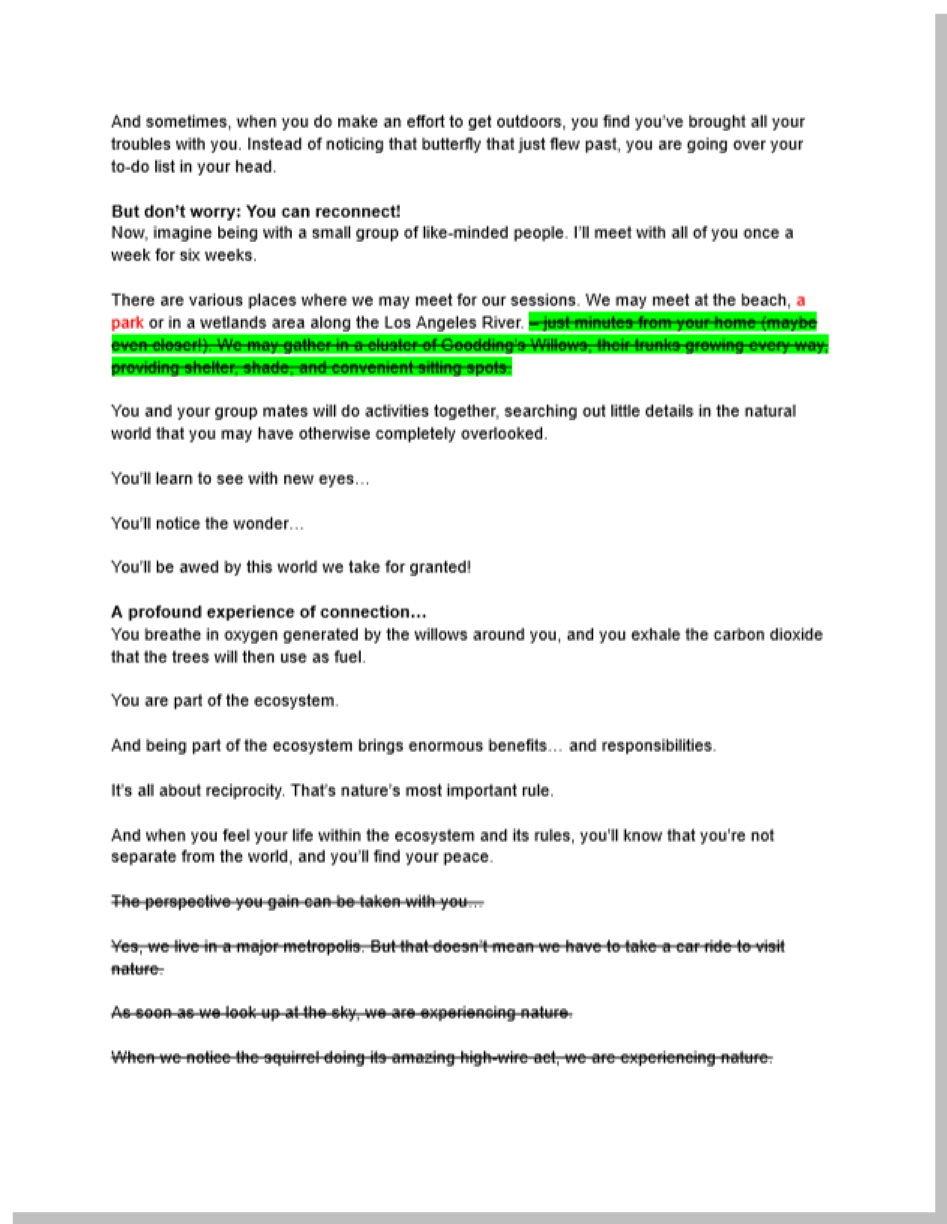 And sometimes, when you do make an effort to get outdoors, you find you've brought all your
troubles with you. Instead of noticing that butterfly that just flew past, you are going over your
to-do list in your head.
But don't worry: You can reconnect!
Now, imagine being with a small group of like-minded people. I'll meet with all of you once a
week for six weeks.
There are various places where we may meet for our sessions. We may meet at the beach, a
park or in a wetlands area along the Los Angeles River. – just minutes from your home (maybe
even closer!). We may gather in a cluster of Goodding's Willows, their trunks growing every way,
providing shelter, shade, and convenient sitting spots.
You and your group mates will do activities together, searching out little details in the natural
world that you may have otherwise completely overlooked.
You'll learn to see with new eyes…
You'll notice the wonder…
You'll be awed by this world we take for granted!
A profound experience of connection…
You breathe in oxygen generated by the willows around you, and you exhale the carbon dioxide
that the trees will then use as fuel.
You are part of the ecosystem.
And being part of the ecosystem brings enormous benefits… and responsibilities.
It's all about reciprocity. That's nature's most important rule.
And when you feel your life within the ecosystem and its rules, you'll know that you're not
separate from the world, and you'll find your peace.
The perspective you gain can be taken with you…
Yes, we live in a major metropolis. But that doesn't mean we have to take a car ride to visit
nature.
As soon as we look up at the sky, we are experiencing nature.
When we notice the squirrel doing its amazing high-wire act, we are experiencing nature.